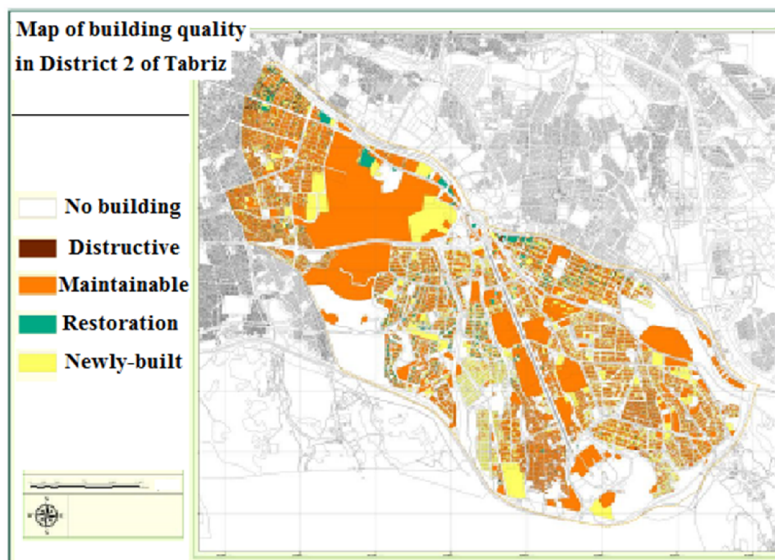 Map of building quality
in District 2 of Tabriz
No building
Distructive
Maintainable
Restoration
Newly-built